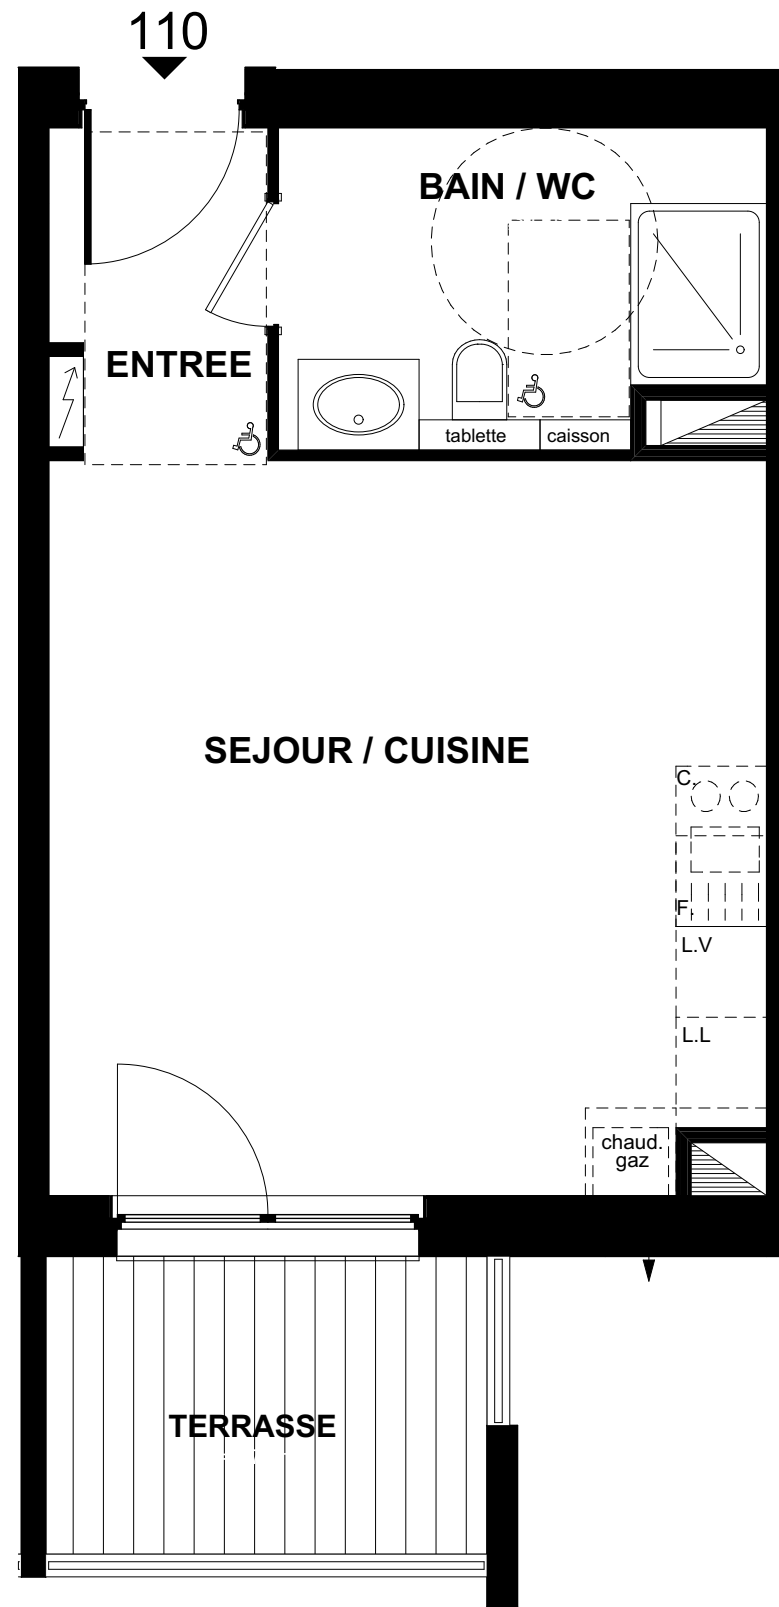 110
BAIN / WC
ENTREE
tablette
caisson
SEJOUR / CUISINE
C.
F.
L.V
L.L
chaud.
gaz
TERRASSE